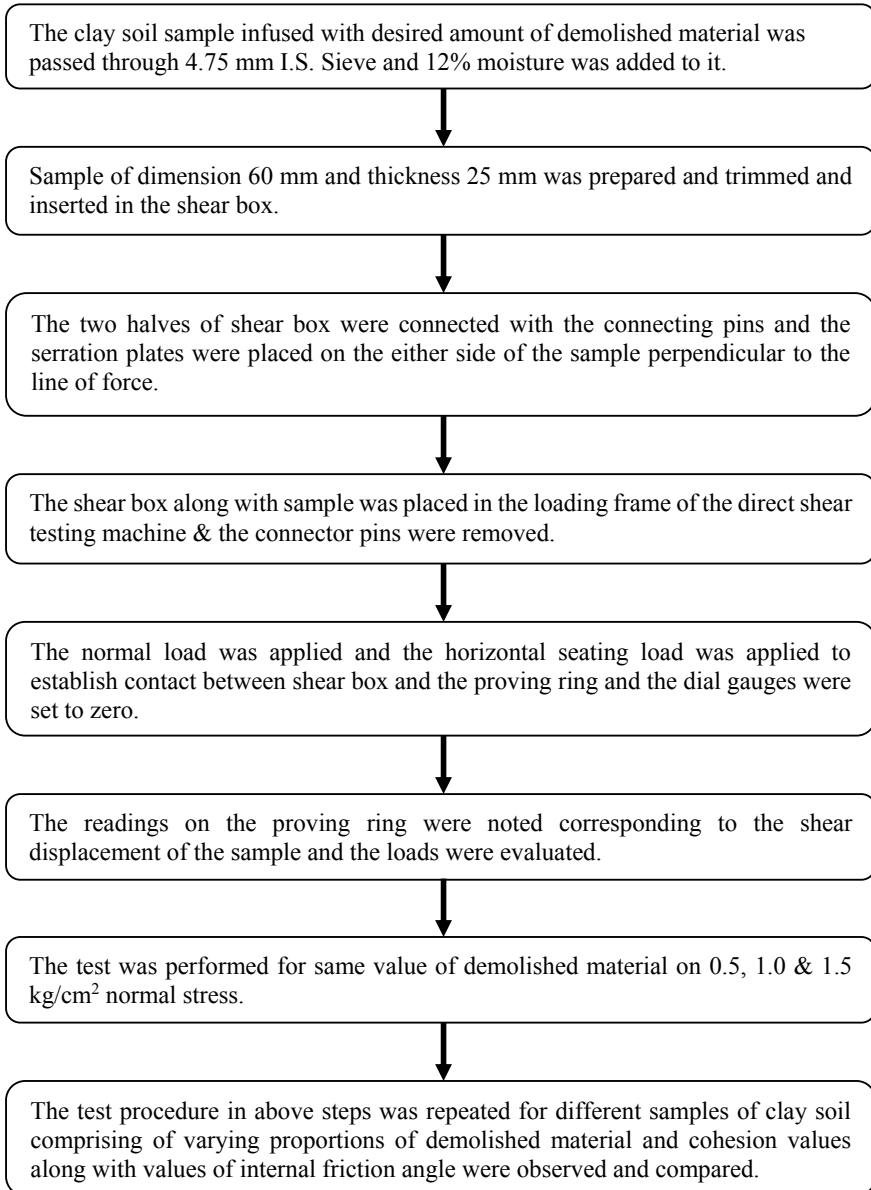 The clay soil sample infused with desired amount of demolished material was
passed through 4.75 mm I.S. Sieve and 12% moisture was added to it.
Sample of dimension 60 mm and thickness 25 mm was prepared and trimmed and
inserted in the shear box.
The two halves of shear box were connected with the connecting pins and the
serration plates were placed on the either side of the sample perpendicular to the
line of force.
The shear box along with sample was placed in the loading frame of the direct shear
testing machine & the connector pins were removed.
The normal load was applied and the horizontal seating load was applied to
establish contact between shear box and the proving ring and the dial gauges were
set to zero.
The readings on the proving ring were noted corresponding to the shear
displacement of the sample and the loads were evaluated.
The test was performed for same value of demolished material on 0.5, 1.0 & 1.5
kg/cm² normal stress.
The test procedure in above steps was repeated for different samples of clay soil
comprising of varying proportions of demolished material and cohesion values
along with values of internal friction angle were observed and compared.